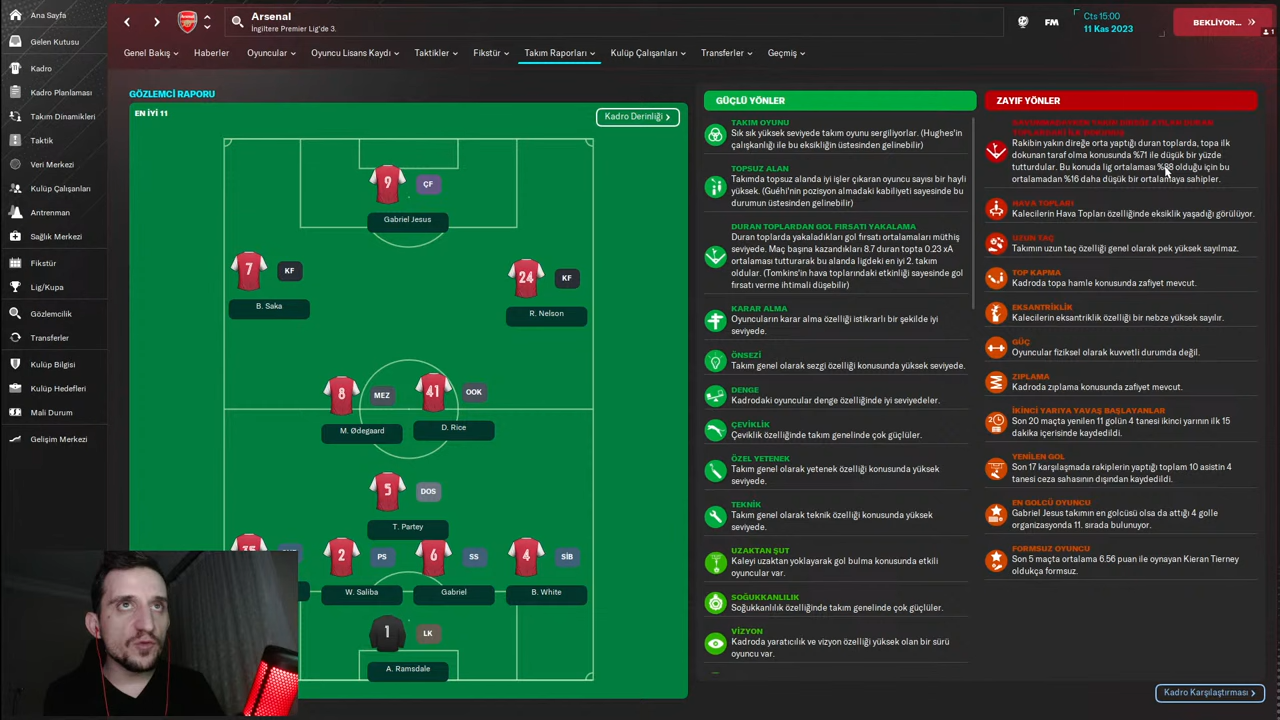 Ana Sayfa
Gelen Kutusu
Kadro
Kadro Planlaması
Takım Dinamikleri
Taktik
Veri Merkezi
Kulüp Çalışanları
Antrenman
Sağlık Merkezi
Fikstür
Lig/Kupa
Gözlemcilik
Transferler
Kulüp Bilgisi
Kulüp Hedefleri
Mali Durum
Gelişim Merkezi
Arsenal
İngiltere Premier Lig'de 3.
FM
Cts 15:00
11 Kas 2023
BEKLİYOR...
1
Genel Bakış
Haberler
Oyuncular
Oyuncu Lisans Kaydı
Taktikler
Fikstür
Takım Raporları
Kulüp Çalışanları
Transferler
Geçmiş
GÖZLEMCİ RAPORU
EN İYİ 11
Kadro Derinliği
9
ÇF
Gabriel Jesus
7
KF
B. Saka
24
KF
R. Nelson
8
MEZ
M. Ødegaard
41
OOK
D. Rice
5
DOS
T. Partey
2
PS
W. Saliba
6
SS
Gabriel
4
SİB
B. White
1
LK
A. Ramsdale
GÜÇLÜ YÖNLER
TAKIM OYUNU
Sık sık yüksek seviyede takım oyunu sergiliyorlar. (Hughes'in
çalışkanlığı ile bu eksikliğin üstesinden gelinebilir)
TOPSUZ ALAN
Takımda topsuz alanda iyi işler çıkaran oyuncu sayısı bir hayli
yüksek. (Guéhi'nin pozisyon almadaki kabiliyeti sayesinde bu
durumun üstesinden gelinebilir)
DURAN TOPLARDAN GOL FIRSATI YAKALAMA
Duran toplarda yakaladıkları gol fırsatı ortalamaları müthiş
seviyede. Maç başına kazandıkları 8.7 duran topta 0.23 xA
ortalaması tutturarak bu alanda ligdeki en iyi 2. takım
oldular. (Tomkins'in hava toplarındaki etkinliği sayesinde gol
fırsatı verme ihtimali düşebilir)
KARAR ALMA
Oyuncuların karar alma özelliği istikrarlı bir şekilde iyi
seviyede.
ÖNSEZİ
Takım genel olarak sezgi özelliği konusunda yüksek seviyede.
DENGE
Kadrodaki oyuncular denge özelliğinde iyi seviyedeler.
ÇEVİKLİK
Çeviklik özelliğinde takım genelinde çok güçlüler.
ÖZEL YETENEK
Takım genel olarak yetenek özelliği konusunda yüksek
seviyede.
TEKNİK
Takım genel olarak teknik özelliği konusunda yüksek
seviyede.
UZAKTAN ŞUT
Kaleyi uzaktan yoklayarak gol bulma konusunda etkili
oyuncular var.
SOĞUKKANLILIK
Soğukkanlılık özelliğinde takım genelinde çok güçlüler.
VİZYON
Kadroda yaratıcılık ve vizyon özelliği yüksek olan bir sürü
oyuncu var.
ZAYIF YÖNLER
Rakibin yakın direğe orta yaptığı duran toplarda, topa ilk
dokunan taraf olma konusunda %71 ile düşük bir yüzde
tutturdular. Bu konuda lig ortalaması olduğu için bu
ortalamadan %16 daha düşük bir ortalamaya sahipler.
HAVA TOPLARI
Kalecilerin Hava Topları özelliğinde eksiklik yaşadığı görülüyor.
UZUN TAÇ
Takımın uzun taç özelliği genel olarak pek yüksek sayılmaz.
TOP KAPMA
Kadroda topa hamle konusunda zafiyet mevcut.
EKSANTRİKLİK
Kalecilerin eksantriklik özelliği bir nebze yüksek sayılır.
GÜÇ
Oyuncular fiziksel olarak kuvvetli durumda değil.
ZIPLAMA
Kadroda zıplama konusunda zafiyet mevcut.
İKİNCİ YARIYA YAVAŞ BAŞLAYANLAR
Son 20 maçta yenilen 11 golün 4 tanesi ikinci yarının ilk 15
dakika içerisinde kaydedildi.
YENİLEN GOL
Son 17 karşılaşmada rakiplerin yaptığı toplam 10 asistin 4
tanesi ceza sahasının dışından kaydedildi.
EN GOLCÜ OYUNCU
Gabriel Jesus takımın en golcüsü olsa da attığı 4 golle
organizasyonda 11. sırada bulunuyor.
FORMSUZ OYUNCU
Son 5 maçta ortalama 6.56 puan ile oynayan Kieran Tierney
oldukça formsuz.
Kadro Karşılaştırması